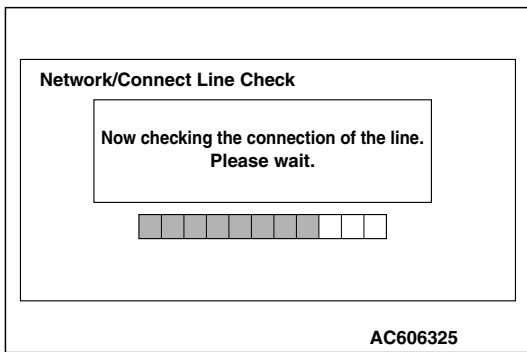 Network/Connect Line Check
Now checking the connection of the line.
Please wait.
AC606325